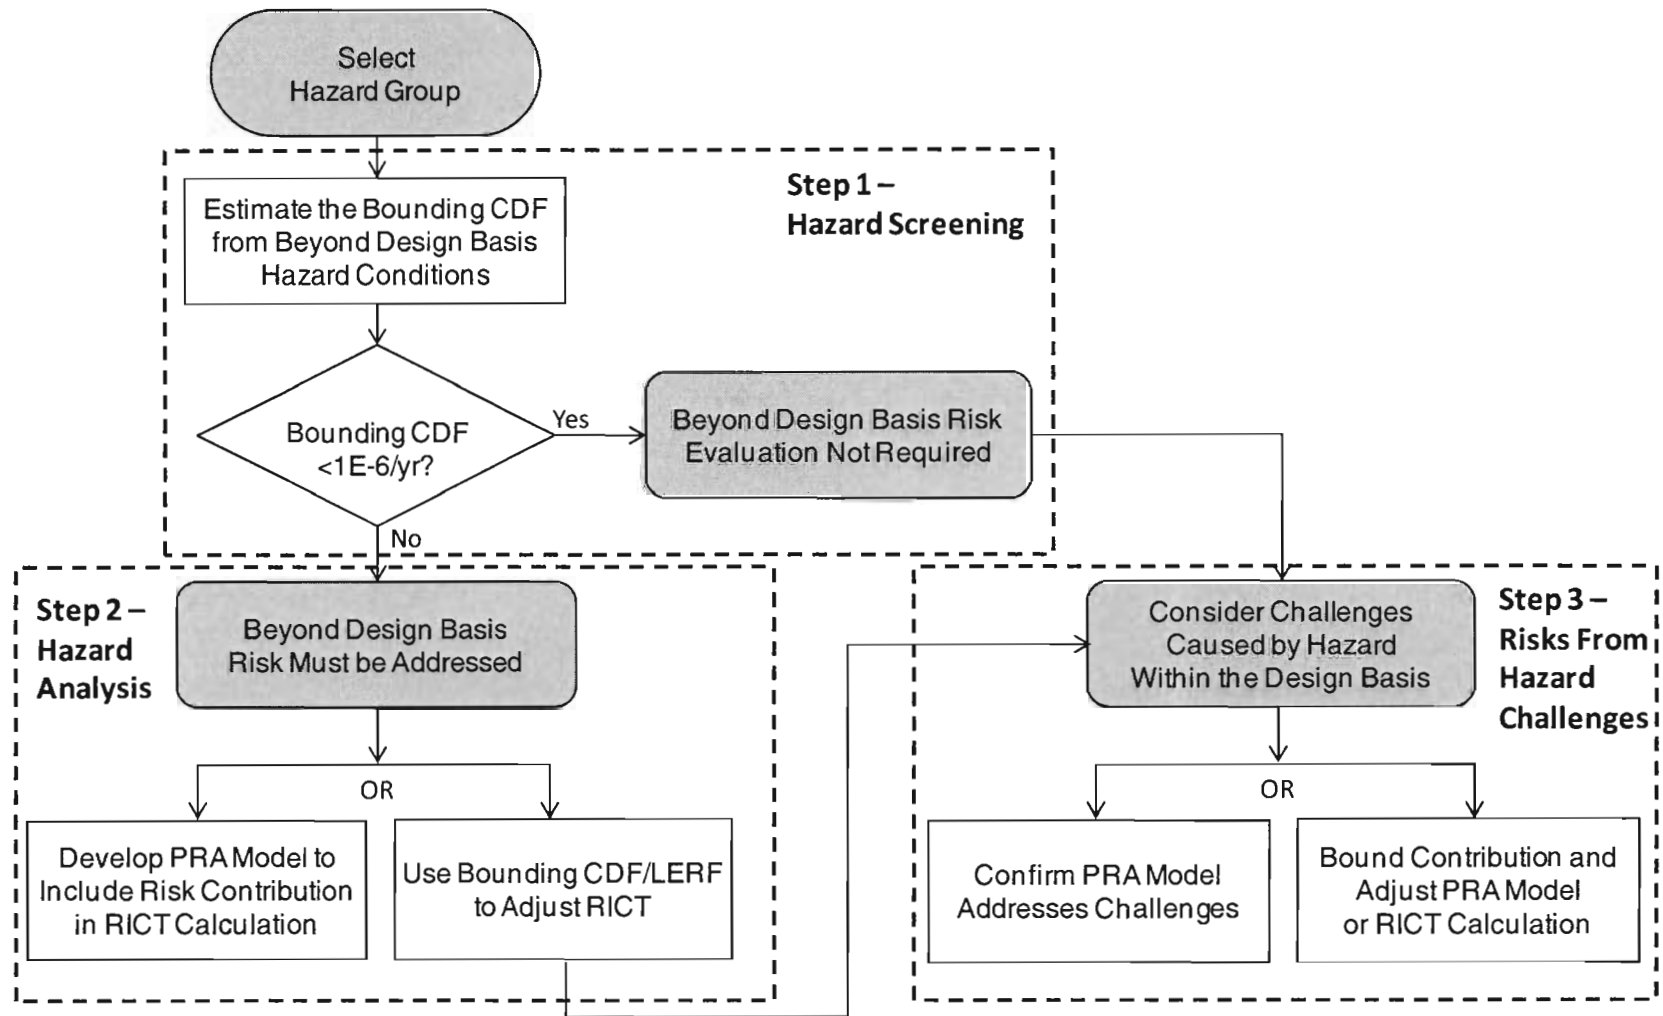 Select
Hazard Group
Step 1 –
Hazard Screening
Estimate the Bounding CDF
from Beyond Design Basis
Hazard Conditions
Bounding CDF
<1E-6/yr?
Yes
Beyond Design Basis Risk
Evaluation Not Required
No
Step 2 –
Hazard
Analysis
Beyond Design Basis
Risk Must be Addressed
OR
Develop PRA Model to
Include Risk Contribution
in RICT Calculation
Use Bounding CDF/LERF
to Adjust RICT
Step 3 –
Risks From
Hazard
Challenges
Consider Challenges
Caused by Hazard
Within the Design Basis
OR
Confirm PRA Model
Addresses Challenges
Bound Contribution and
Adjust PRA Model
or RICT Calculation